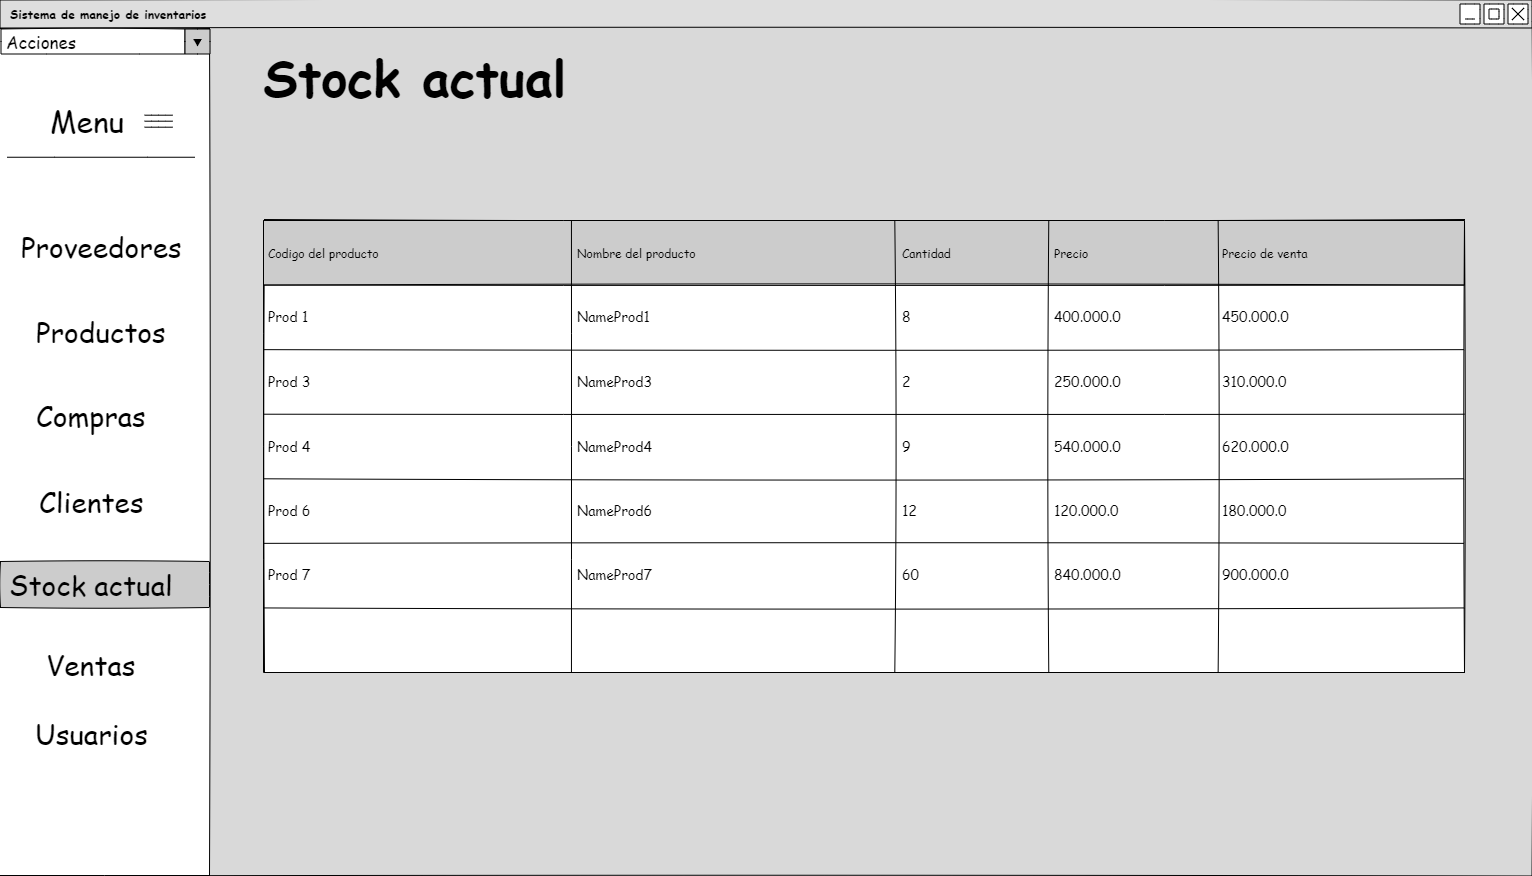 Sistema de manejo de inventarios
Acciones
Menu
Proveedores
Productos
Compras
Clientes
Stock actual
Ventas
Usuarios
Stock actual
Codigo del producto Nombre del producto Cantidad Precio Precio de venta
Prod 1 NameProd1 8 400.000.0 450.000.0
Prod 3 NameProd3 2 250.000.0 310.000.0
Prod 4 NameProd4 9 540.000.0 620.000.0
Prod 6 NameProd6 12 120.000.0 180.000.0
Prod 7 NameProd7 60 840.000.0 900.000.0